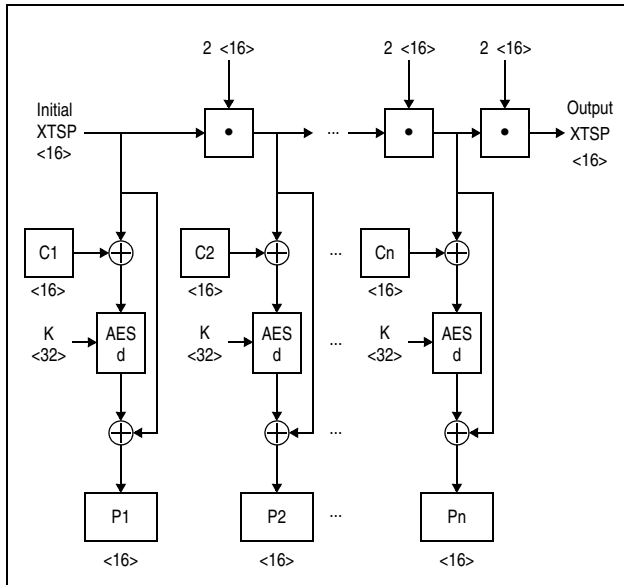 2 <16> 2 <16> 2 <16>
Initial
XTSP
<16>
...
Output
XTSP
<16>
C1 C2 ... Cn
<16> <16> <16>
K
<32>
AES
d
K
<32>
AES
d
...
K
<32>
AES
d
...
P1 P2 ... Pn
<16> <16> <16>